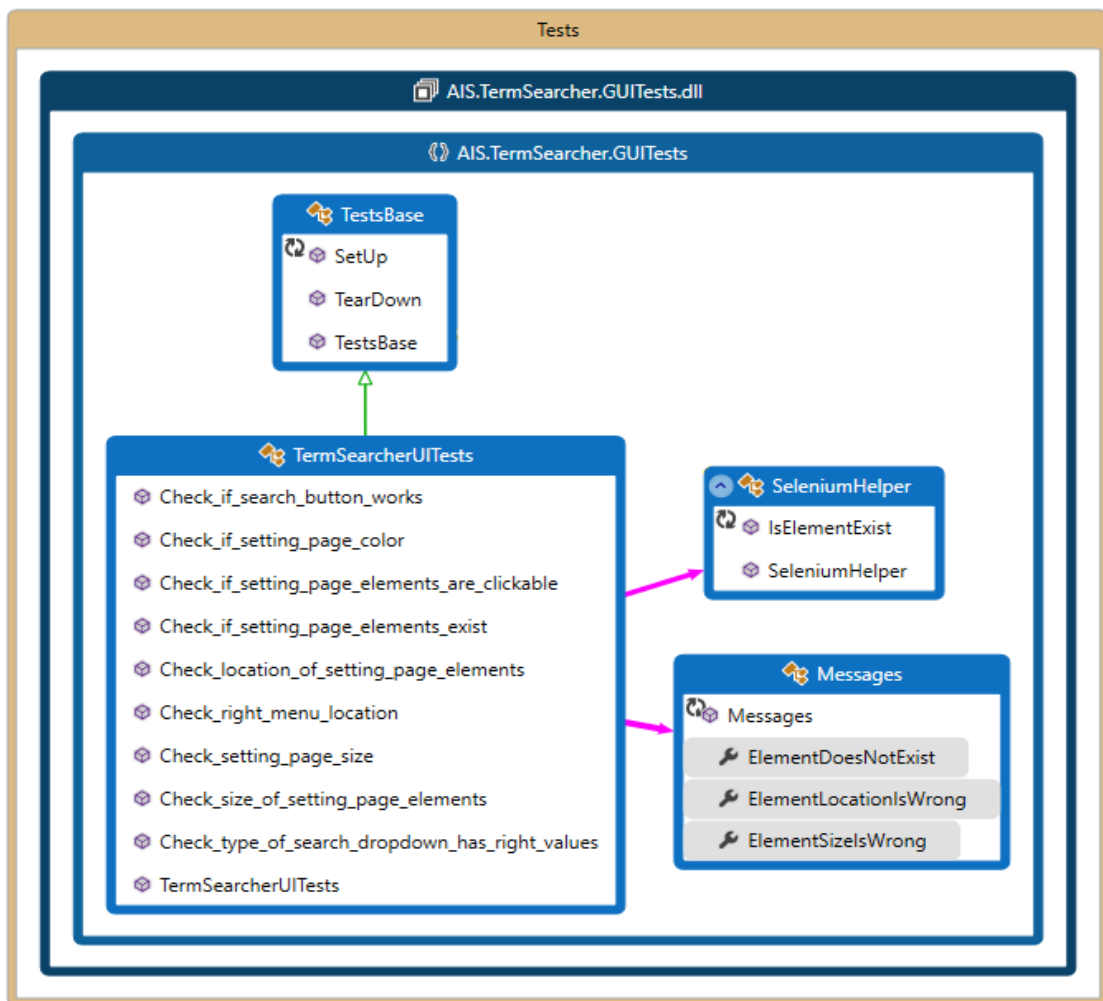 Tests
AIS.TermSearcher.GUITests.dll
AIS.TermSearcher.GUITests
TestsBase
SetUp
TearDown
TestsBase
TermSearcherUITests
Check_if_search_button_works
Check_if_setting_page_color
Check_if_setting_page_elements_are_clickable
Check_if_setting_page_elements_exist
Check_location_of_setting_page_elements
Check_right_menu_location
Check_setting_page_size
Check_size_of_setting_page_elements
Check_type_of_search_dropdown_has_right_values
TermSearcherUITests
SeleniumHelper
IsElementExist
SeleniumHelper
Messages
Messages
ElementDoesNotExist
ElementLocationIsWrong
ElementSizeIsWrong